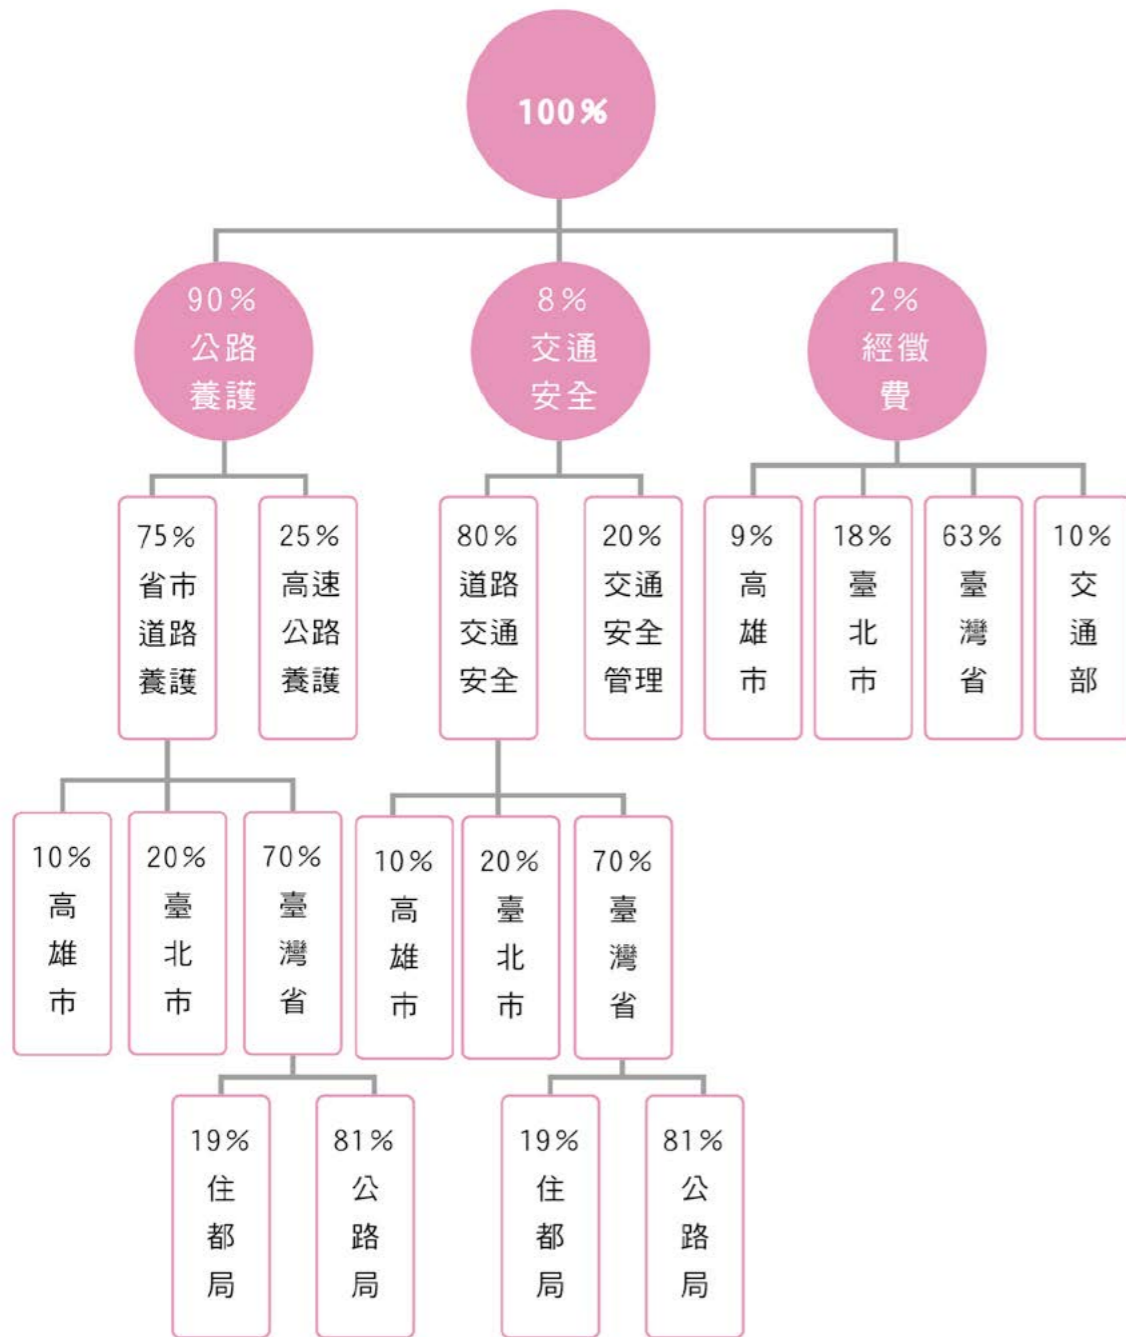 100%
90%
公路
養護
8%
交通
安全
2%
經徵
費
75%
省市
道路
養護
25%
高速
公路
養護
80%
道路
交通
安全
20%
交通
安全
管理
9%
高
雄
市
18%
臺
北
市
63%
臺
灣
省
10%
交
通
部
10%
高
雄
市
20%
臺
北
市
70%
臺
灣
省
10%
高
雄
市
20%
臺
北
市
70%
臺
灣
省
19%
住
都
局
81%
公
路
局
19%
住
都
局
81%
公
路
局